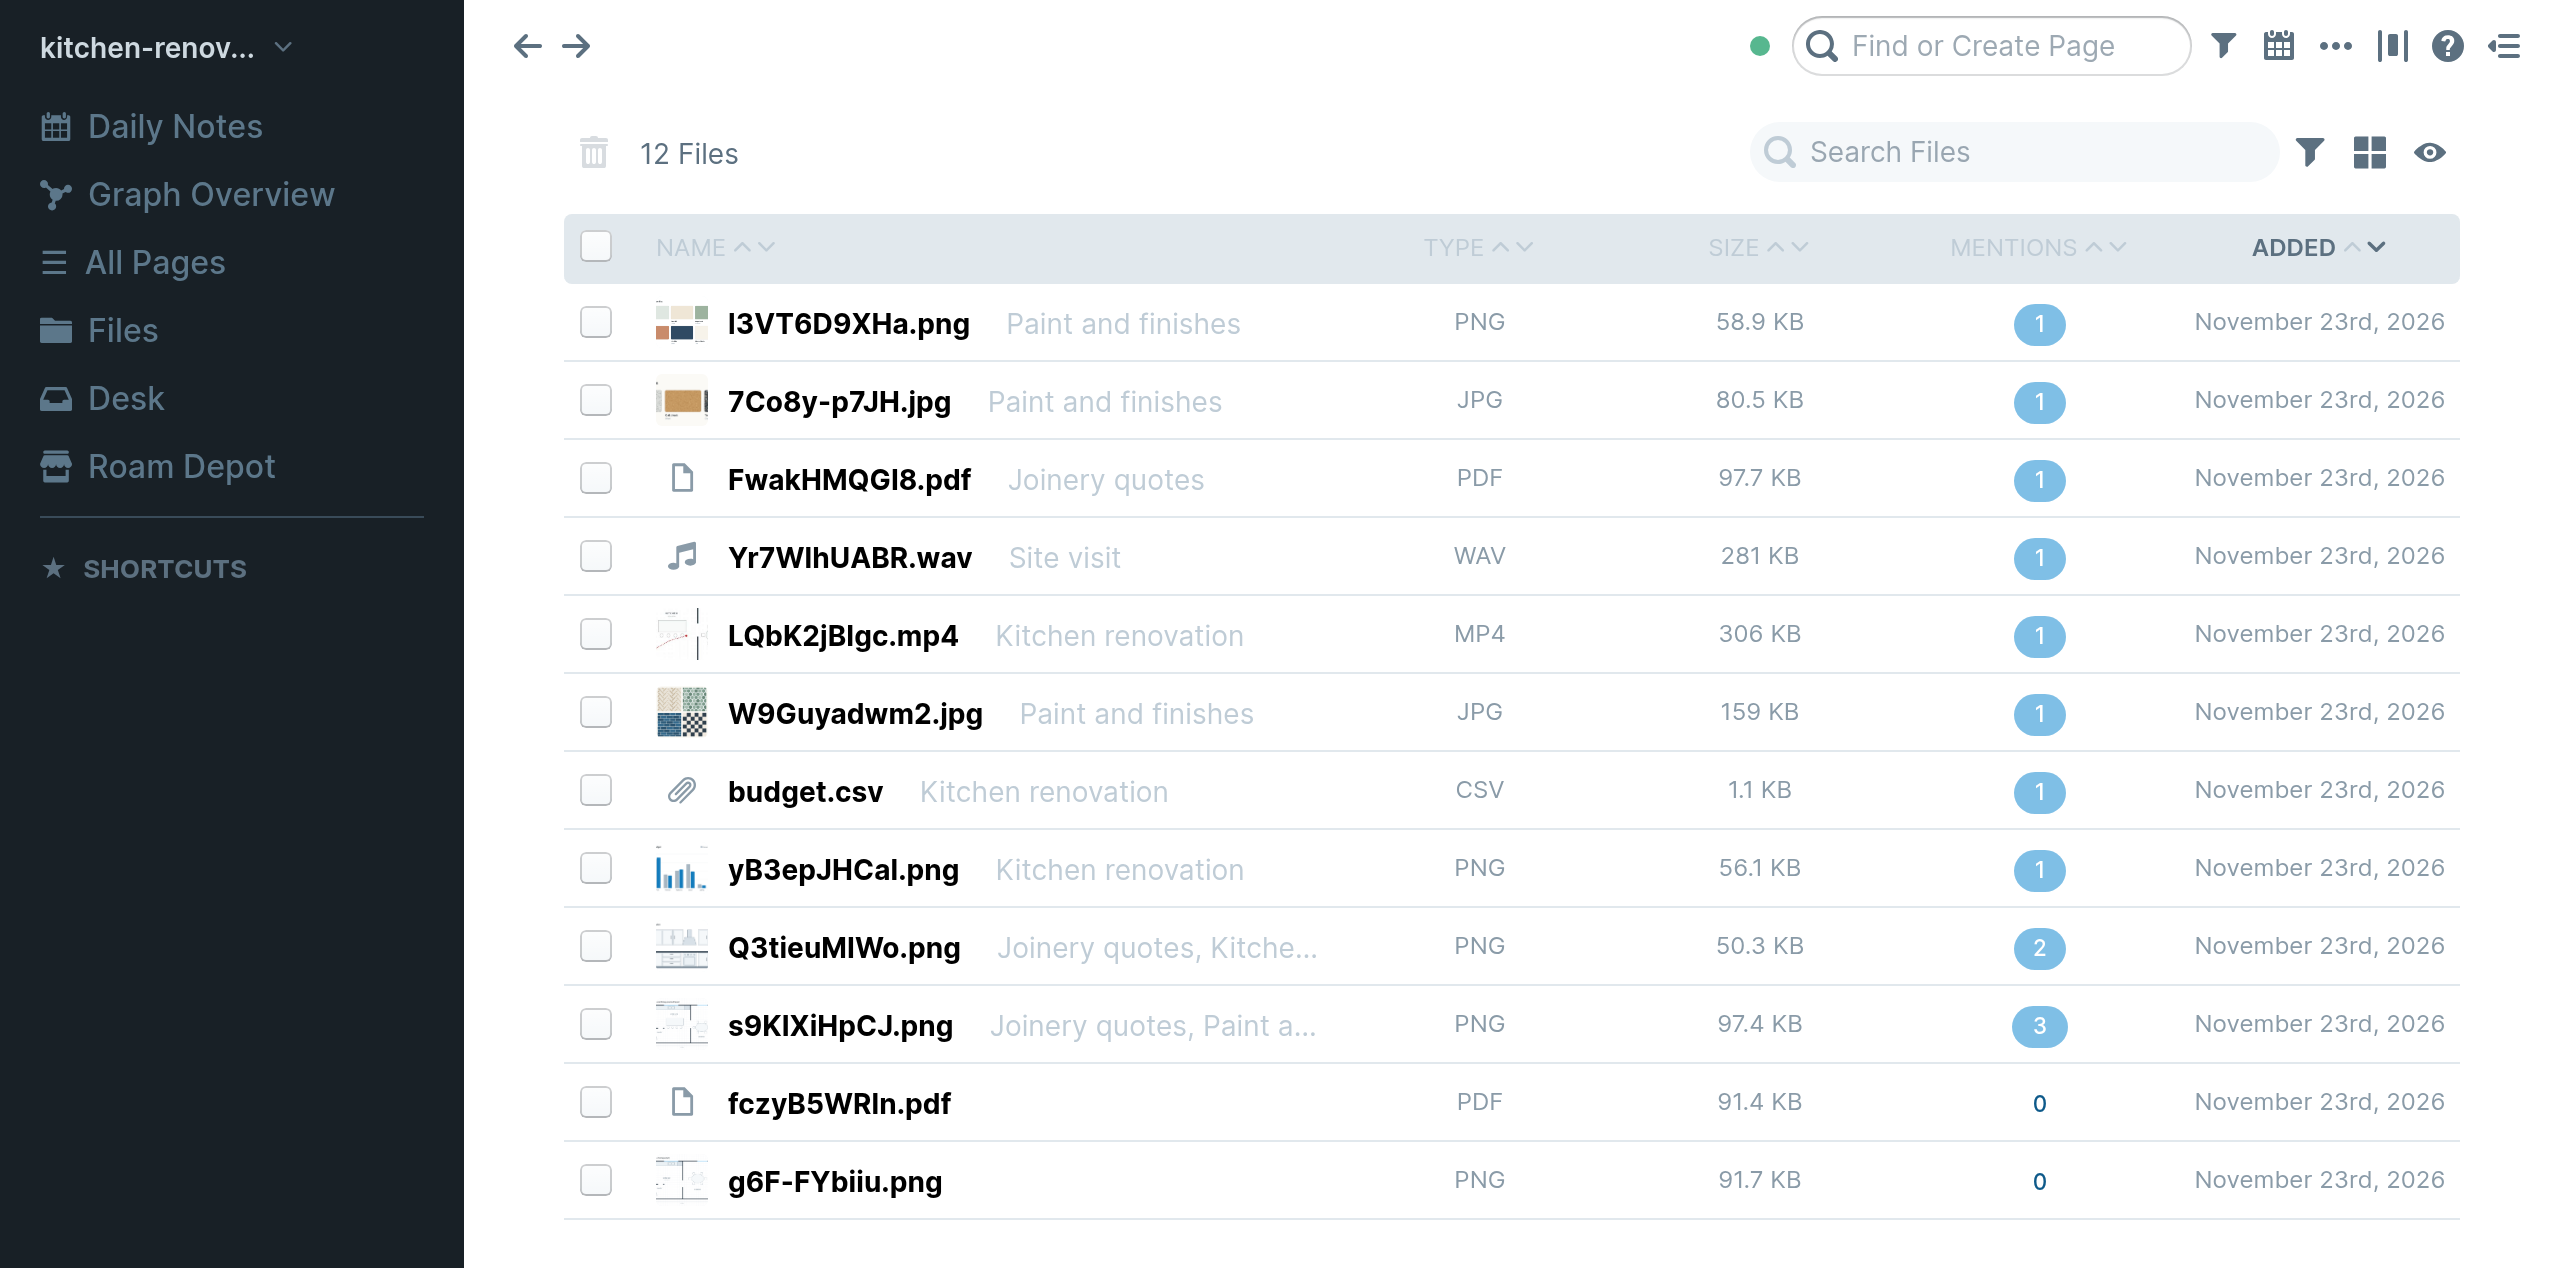 kitchen-renov...
Find or Create Page
Daily Notes
Graph Overview
All Pages
Files
Desk
Roam Depot
★ SHORTCUTS
12 Files
Search Files
NAME TYPE SIZE MENTIONS ADDED
I3VT6D9XHa.png Paint and finishes PNG 58.9 KB 1 November 23rd, 2026
7Co8y-p7JH.jpg Paint and finishes JPG 80.5 KB 1 November 23rd, 2026
FwakHMQGI8.pdf Joinery quotes PDF 97.7 KB 1 November 23rd, 2026
Yr7WIhUABR.wav Site visit WAV 281 KB 1 November 23rd, 2026
LQbK2jBIgc.mp4 Kitchen renovation MP4 306 KB 1 November 23rd, 2026
W9Guyadwm2.jpg Paint and finishes JPG 159 KB 1 November 23rd, 2026
budget.csv Kitchen renovation CSV 1.1 KB 1 November 23rd, 2026
yB3epJHCaI.png Kitchen renovation PNG 56.1 KB 1 November 23rd, 2026
Q3tieuMIWo.png Joinery quotes, Kitche... PNG 50.3 KB 2 November 23rd, 2026
s9KIXiHpCJ.png Joinery quotes, Paint a... PNG 97.4 KB 3 November 23rd, 2026
fczyB5WRIn.pdf PDF 91.4 KB 0 November 23rd, 2026
g6F-FYbiiu.png PNG 91.7 KB 0 November 23rd, 2026